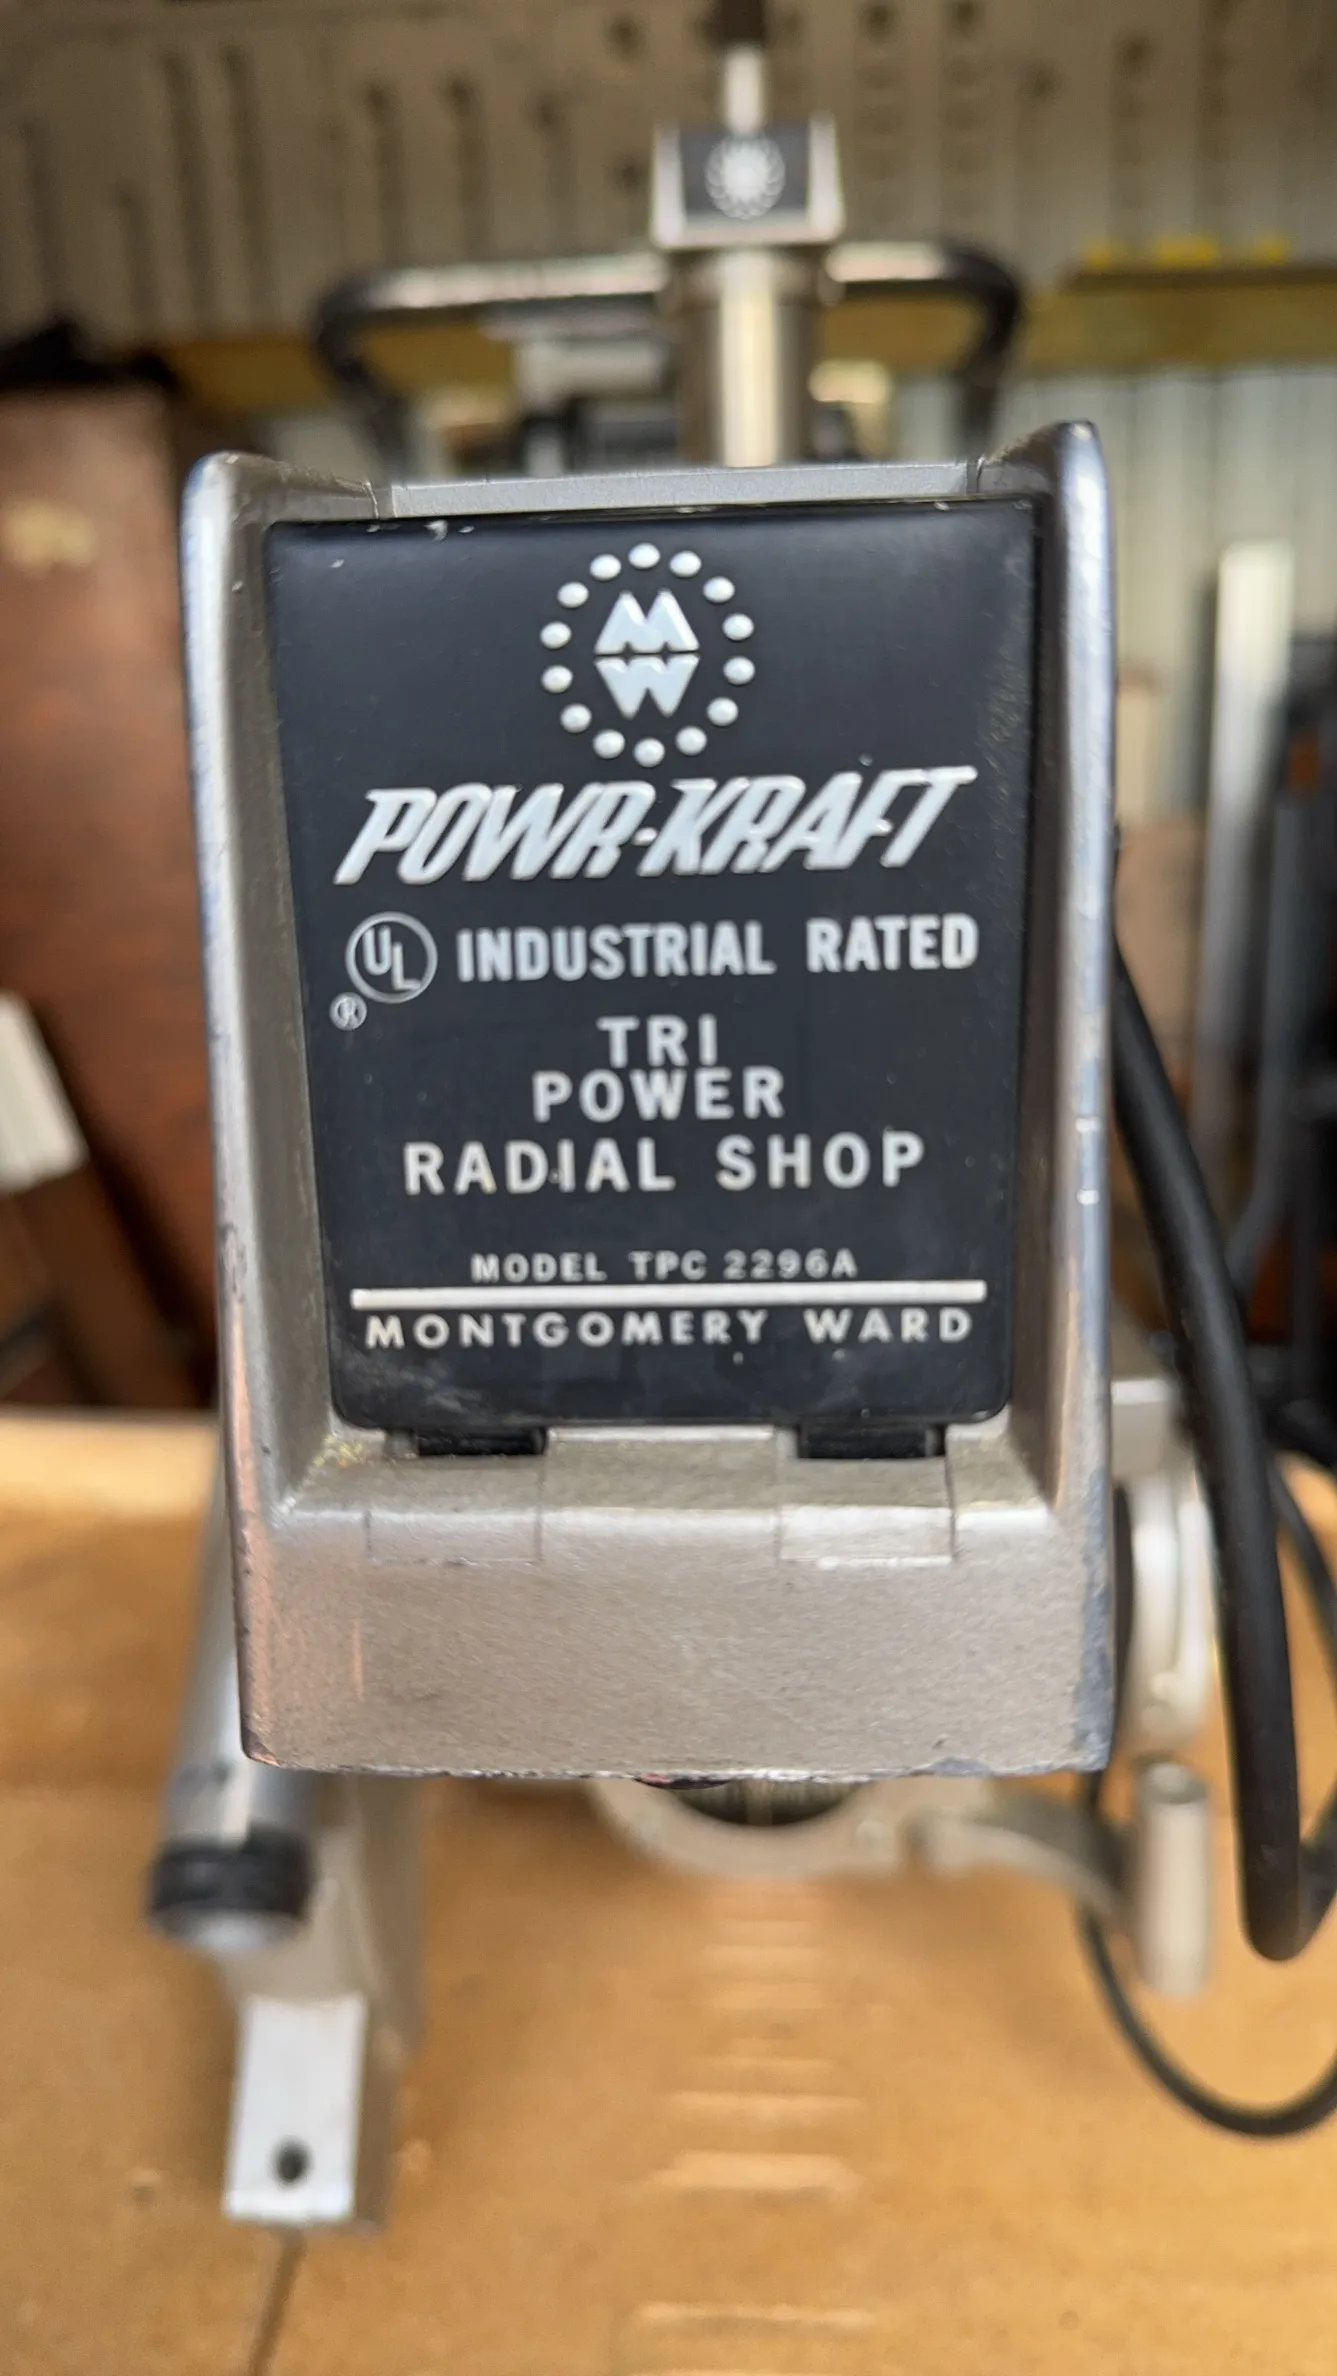 MW
POWR-KRAFT
UL INDUSTRIAL RATED
®
TRI
POWER
RADIAL SHOP
MODEL TPC 2296A
MONTGOMERY WARD